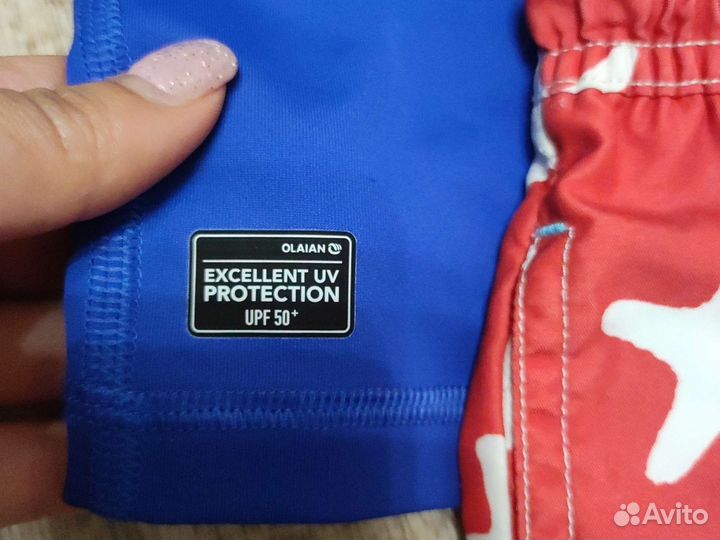 OLAIAN
EXCELLENT UV
PROTECTION
UPF 50+
Avito